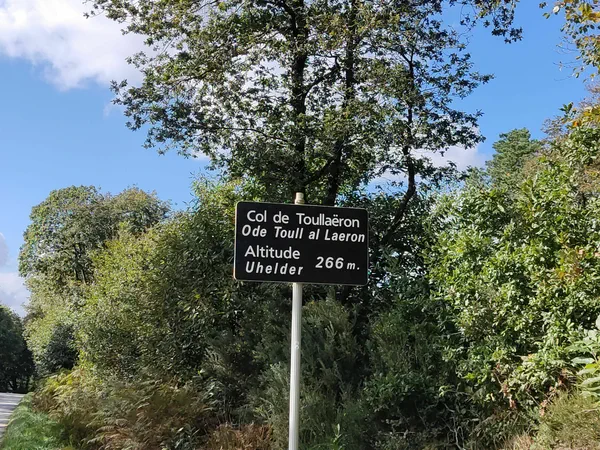 Col de Toullaëron
Ode Toull al Laeron
Altitude
Uhelder 266 m.